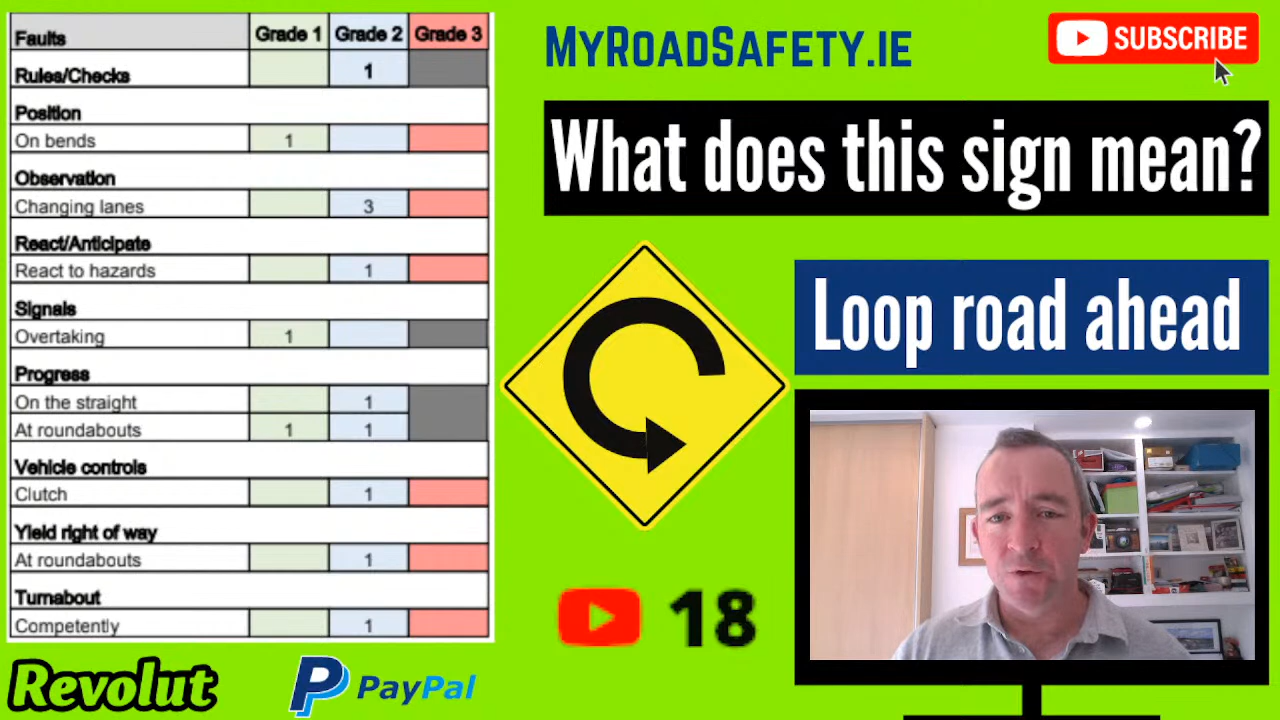 Faults Grade 1 Grade 2 Grade 3
Rules/Checks 1
Position
On bends 1
Observation
Changing lanes 3
React/Anticipate
React to hazards 1
Signals
Overtaking 1
Progress
On the straight 1
At roundabouts 1 1
Vehicle controls
Clutch 1
Yield right of way
At roundabouts 1
Turnabout
Competently 1
Revolut
PayPal
MyRoadSafety.ie
SUBSCRIBE
What does this sign mean?
Loop road ahead
18